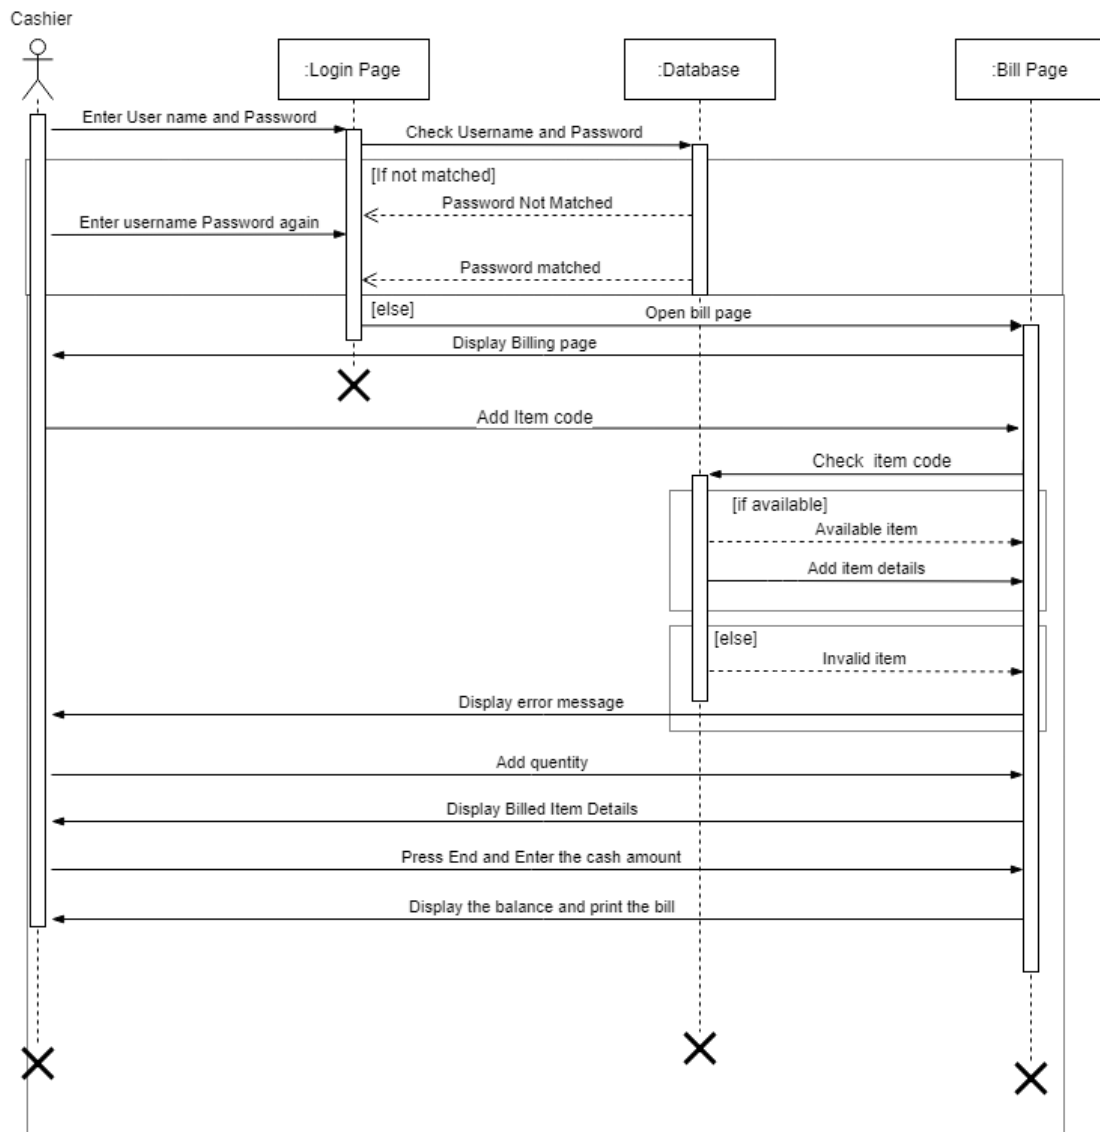 Cashier
:Login Page
:Database
:Bill Page
Enter User name and Password
Check Username and Password
[If not matched]
Password Not Matched
Enter username Password again
Password matched
[else]
Open bill page
Display Billing page
Add Item code
Check item code
[if available]
Available item
Add item details
[else]
Invalid item
Display error message
Add quentity
Display Billed Item Details
Press End and Enter the cash amount
Display the balance and print the bill